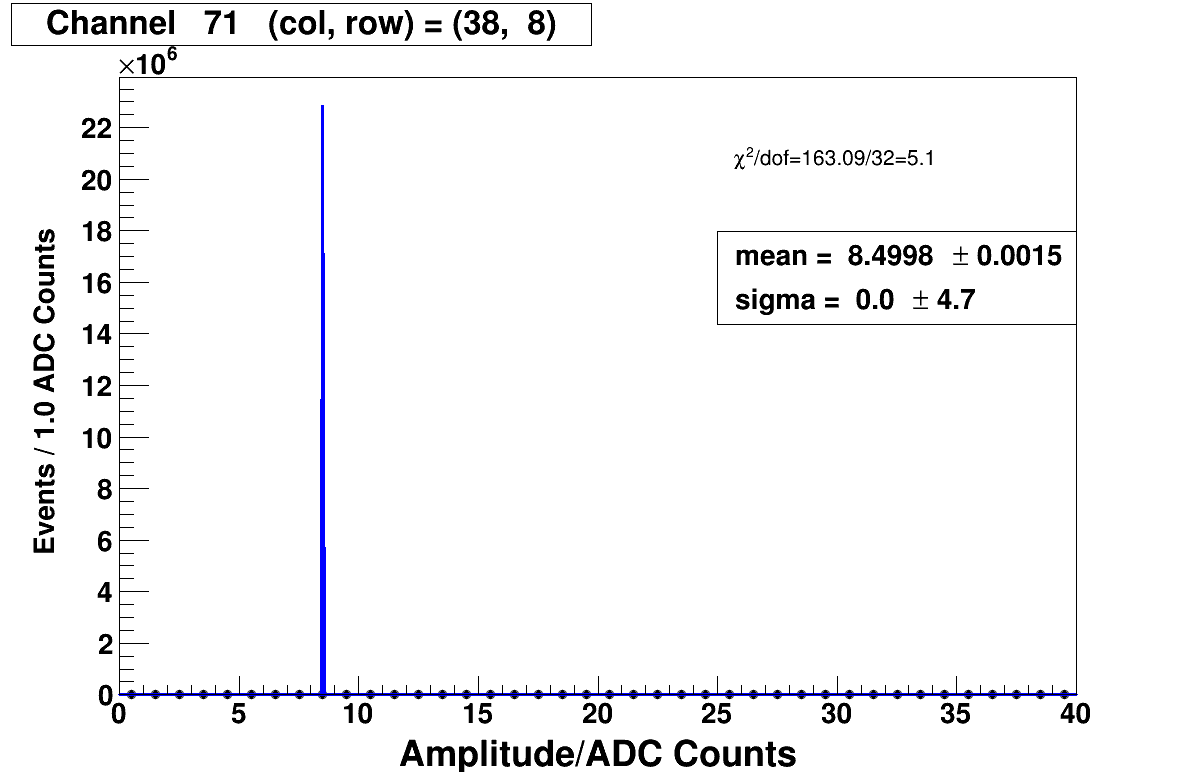 Channel 71 (col, row) = (38, 8)
×10⁶
χ²/dof=163.09/32=5.1
mean = 8.4998 ± 0.0015
sigma = 0.0 ± 4.7
Events / 1.0 ADC Counts
22
20
18
16
14
12
10
8
6
4
2
0
0 5 10 15 20 25 30 35 40
Amplitude/ADC Counts